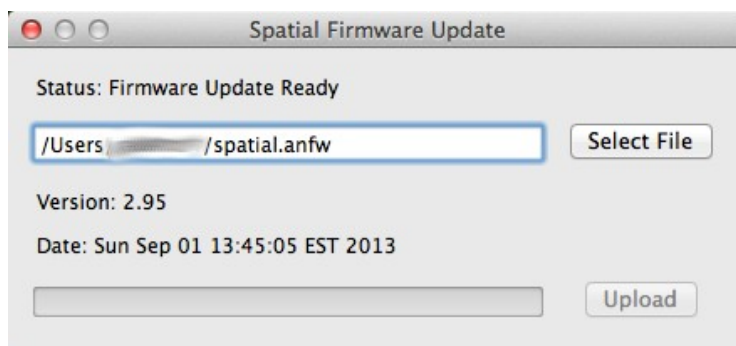 Spatial Firmware Update
Status: Firmware Update Ready
/Users/ /spatial.anfw
Select File
Version: 2.95
Date: Sun Sep 01 13:45:05 EST 2013
Upload